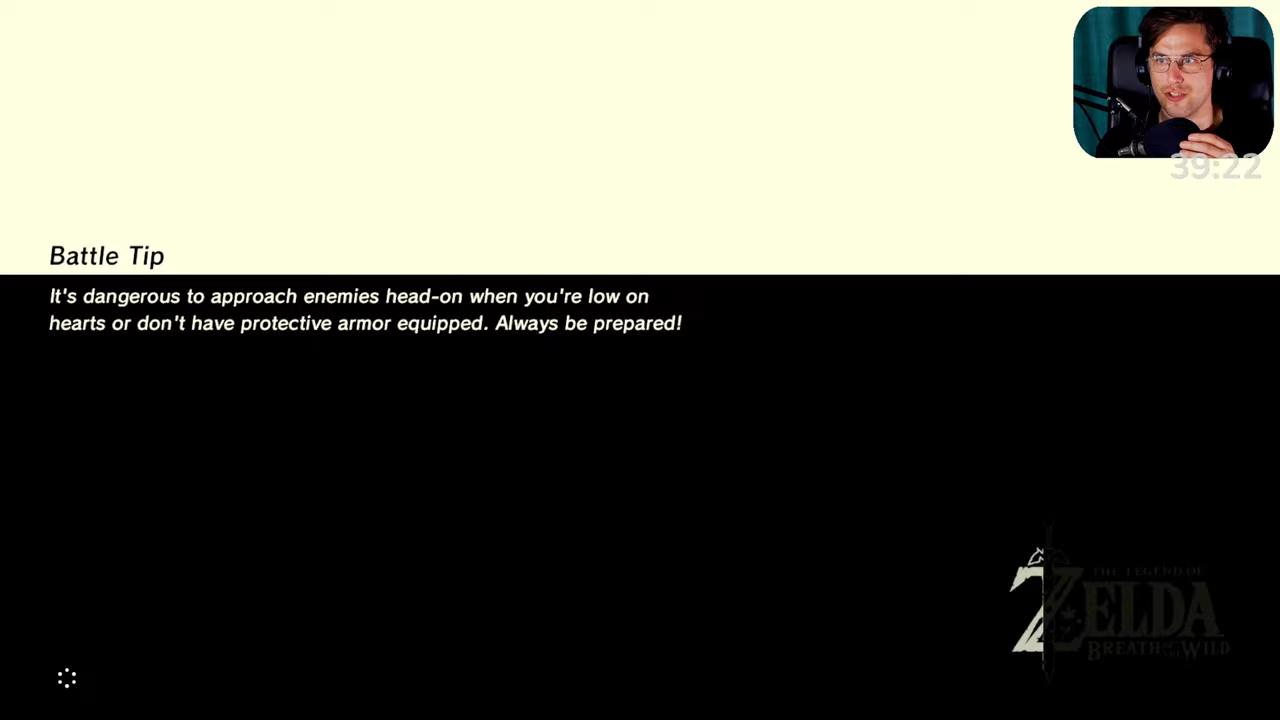 39:22
Battle Tip
It's dangerous to approach enemies head-on when you're low on
hearts or don't have protective armor equipped. Always be prepared!
THE LEGEND OF
ZELDA
BREATH OF THE WILD